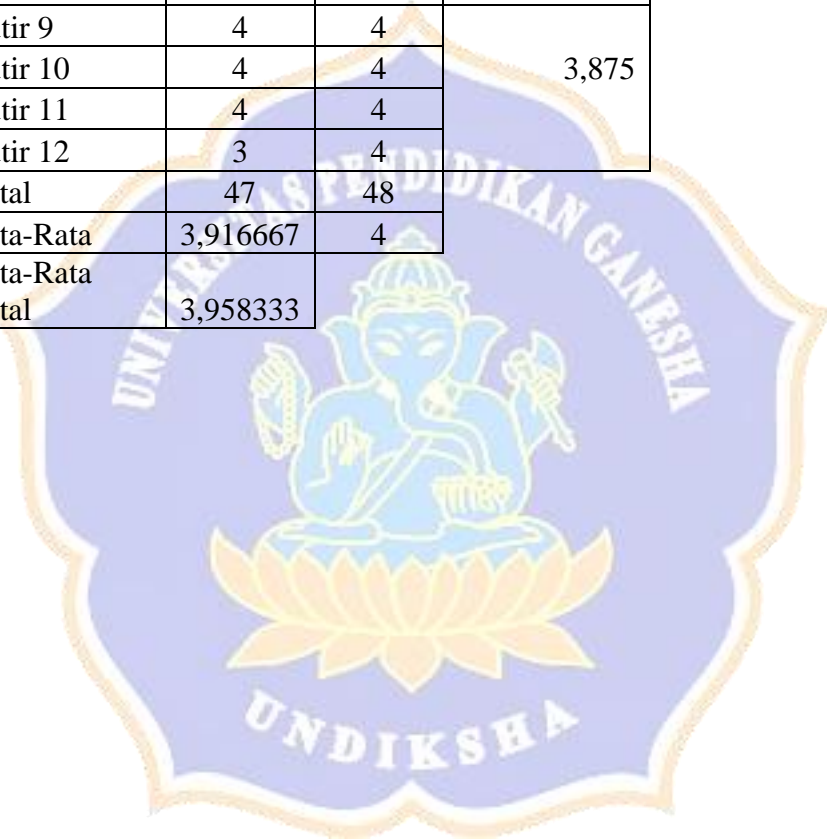 tir 9 4 4
tir 10 4 4 3,875
tir 11 4 4
tir 12 3 4
tal 47 48
ta-Rata 3,916667 4
ta-Rata
tal 3,958333
UNIVERSITAS PENDIDIKAN GANESHA
UNDIKSHA